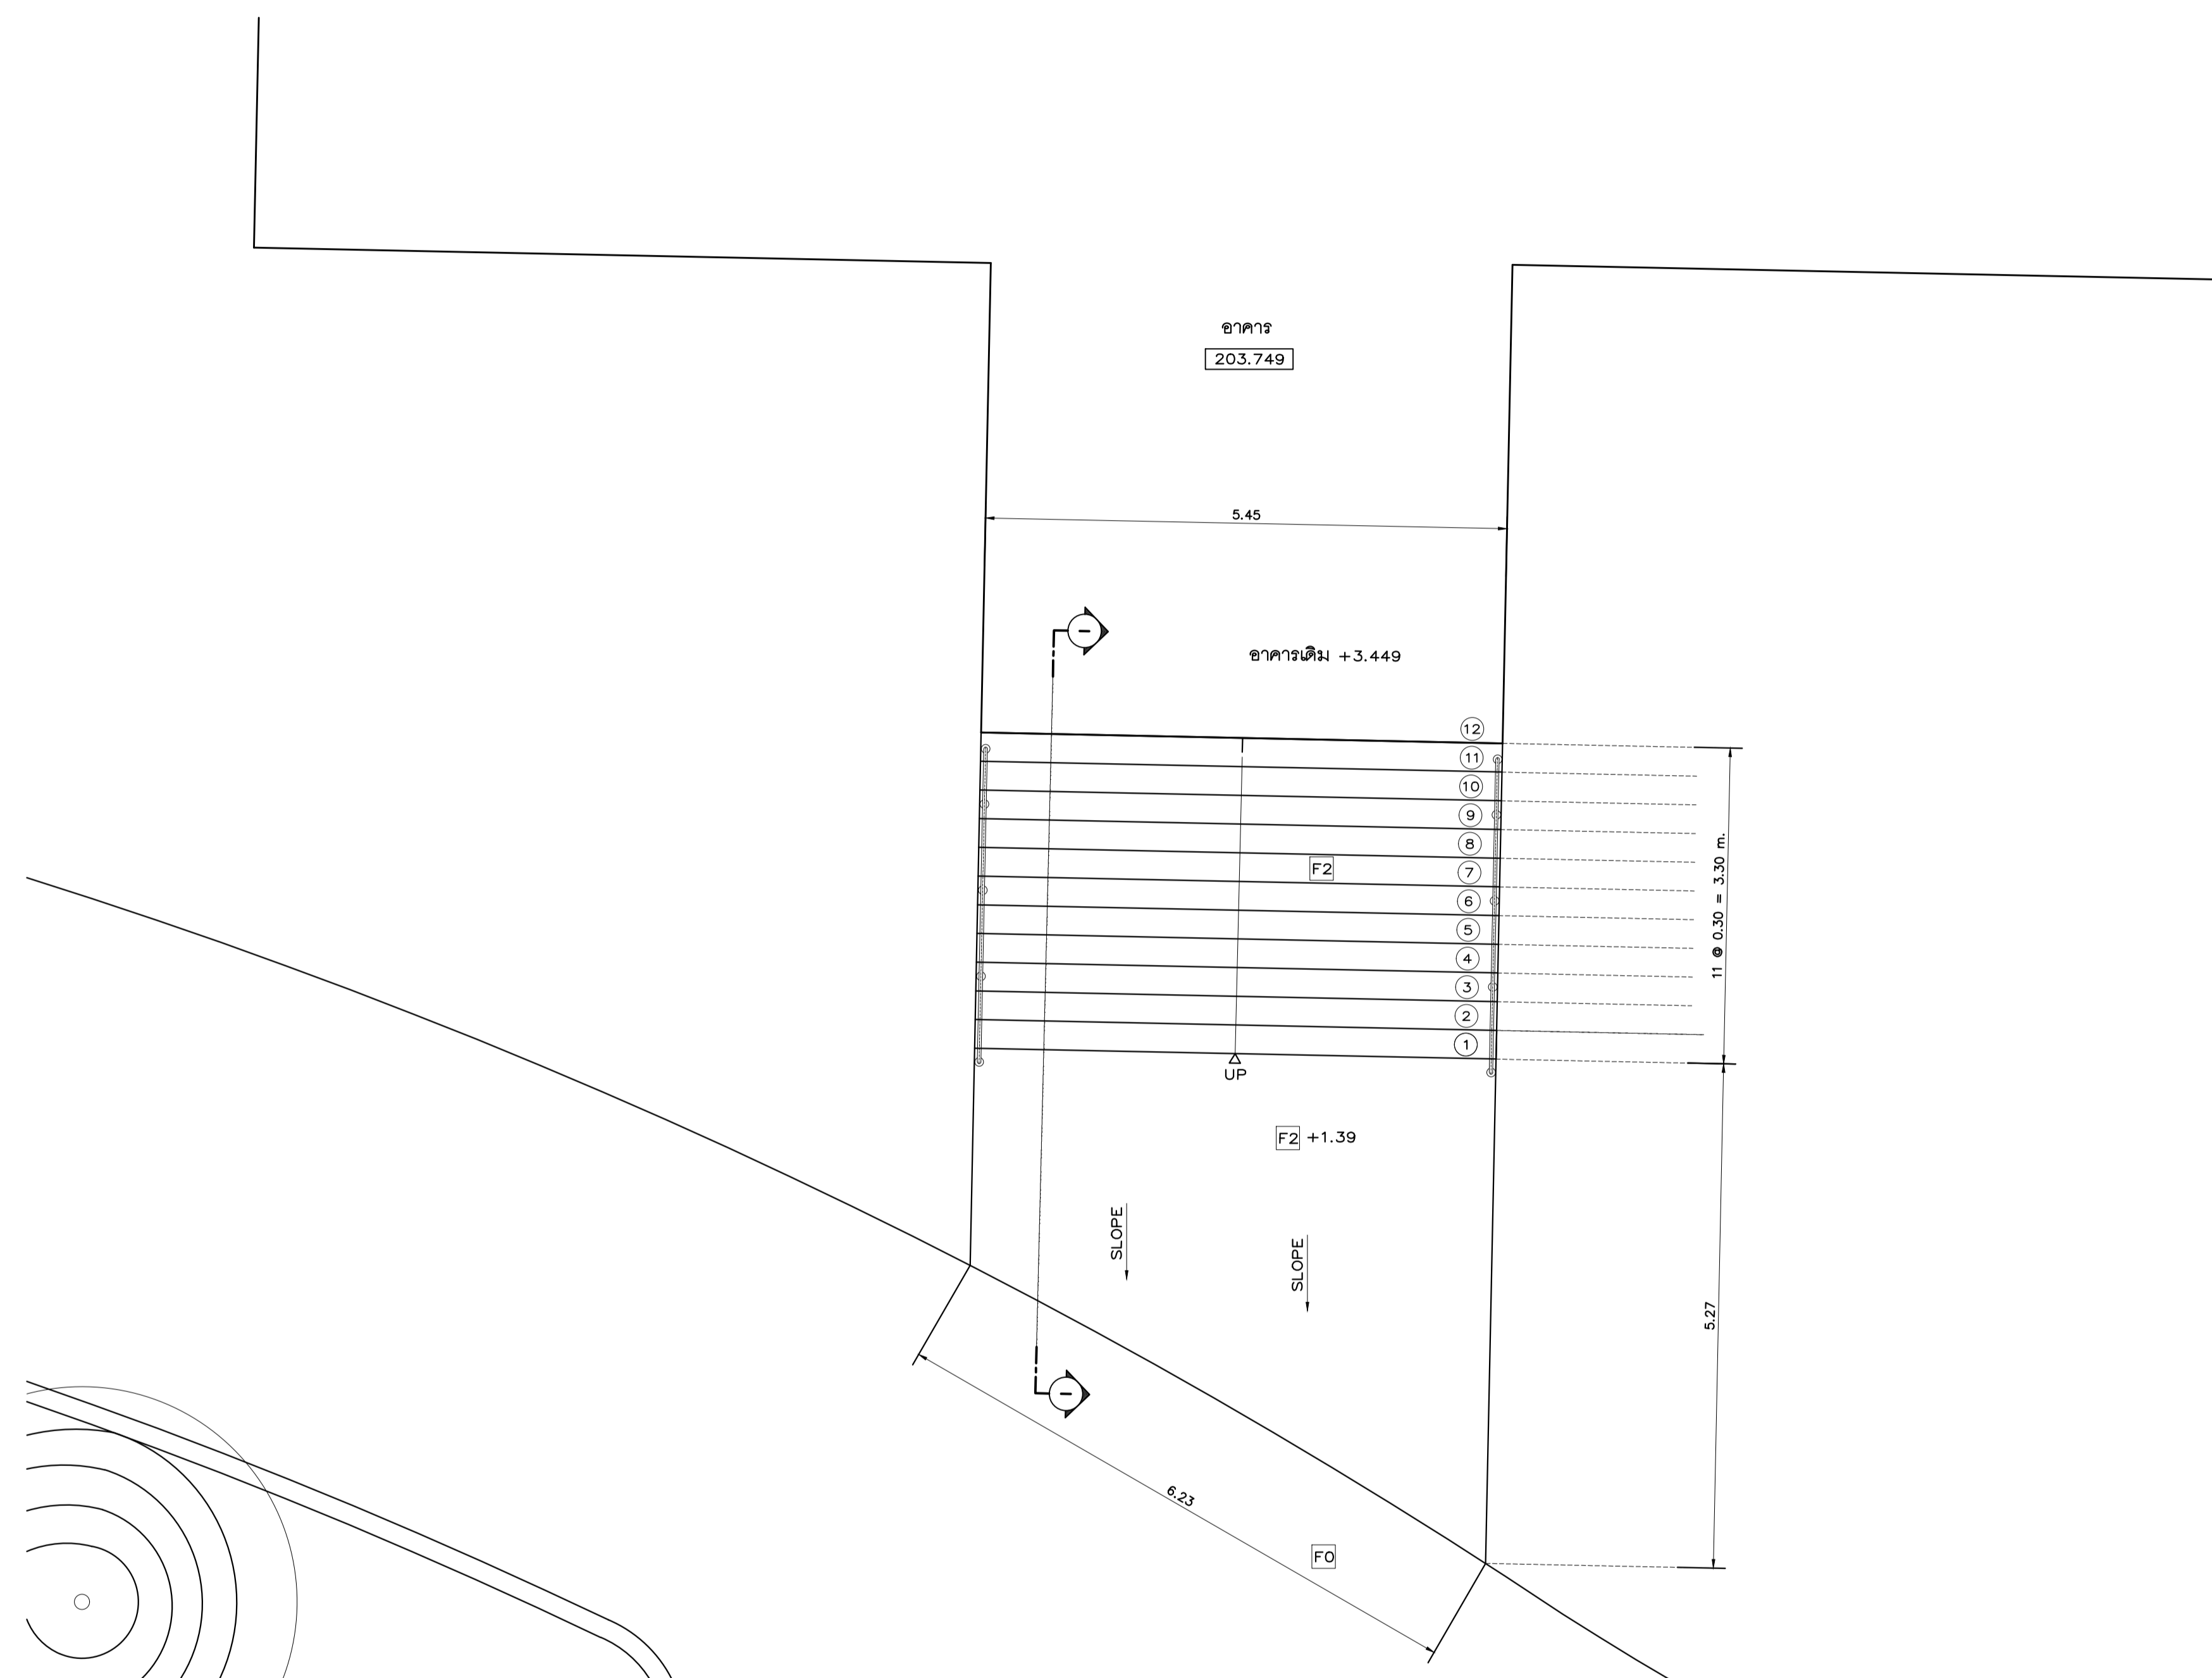 อาคาร
203.749
5.45
อาคารเดิม +3.449
12
11
10
9
8
F2
7
6
5
4
3
2
1
11 @ 0.30 = 3.30 m.
UP
F2 +1.39
SLOPE
SLOPE
5.27
6.23
F0